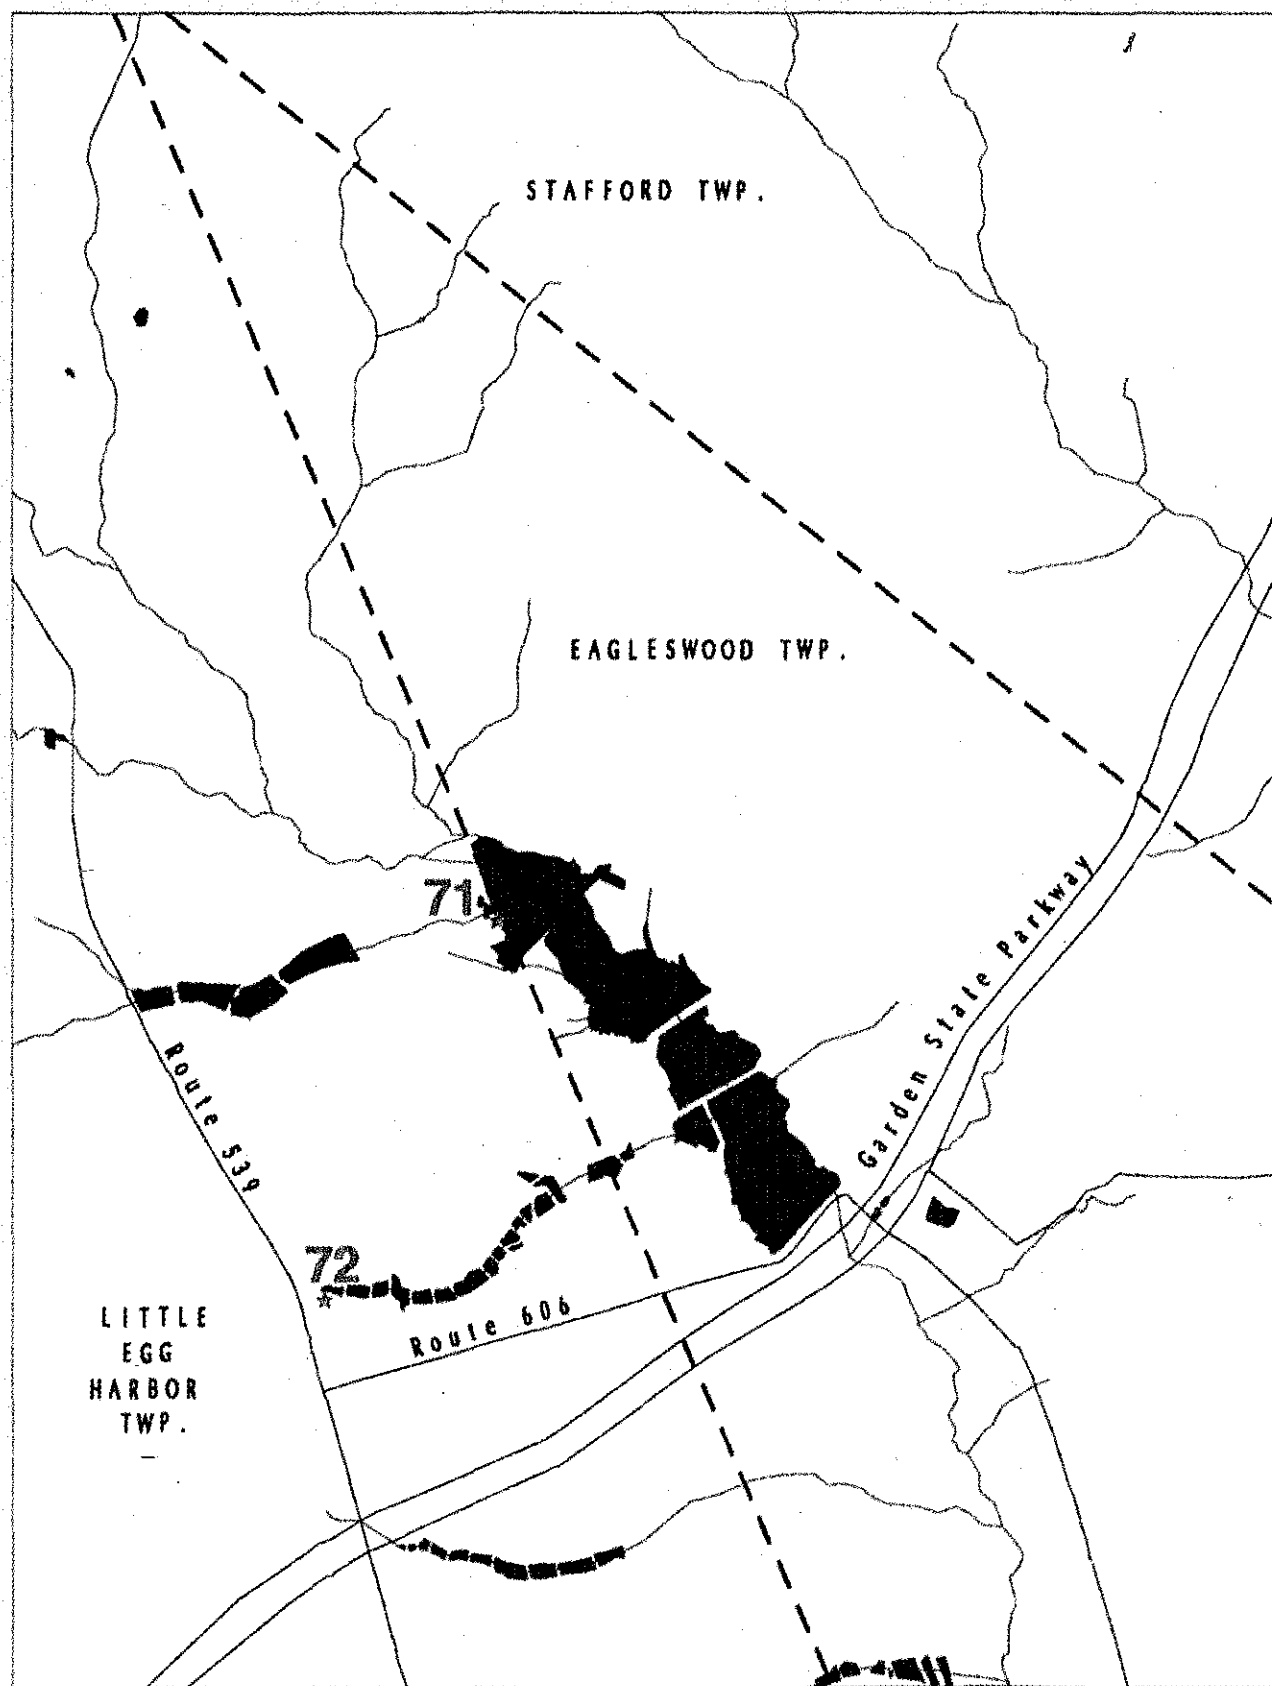 STAFFORD TWP.
EAGLESWOOD TWP.
71
Garden State Parkway
Route 539
72
Route 606
LITTLE
EGG
HARBOR
TWP.